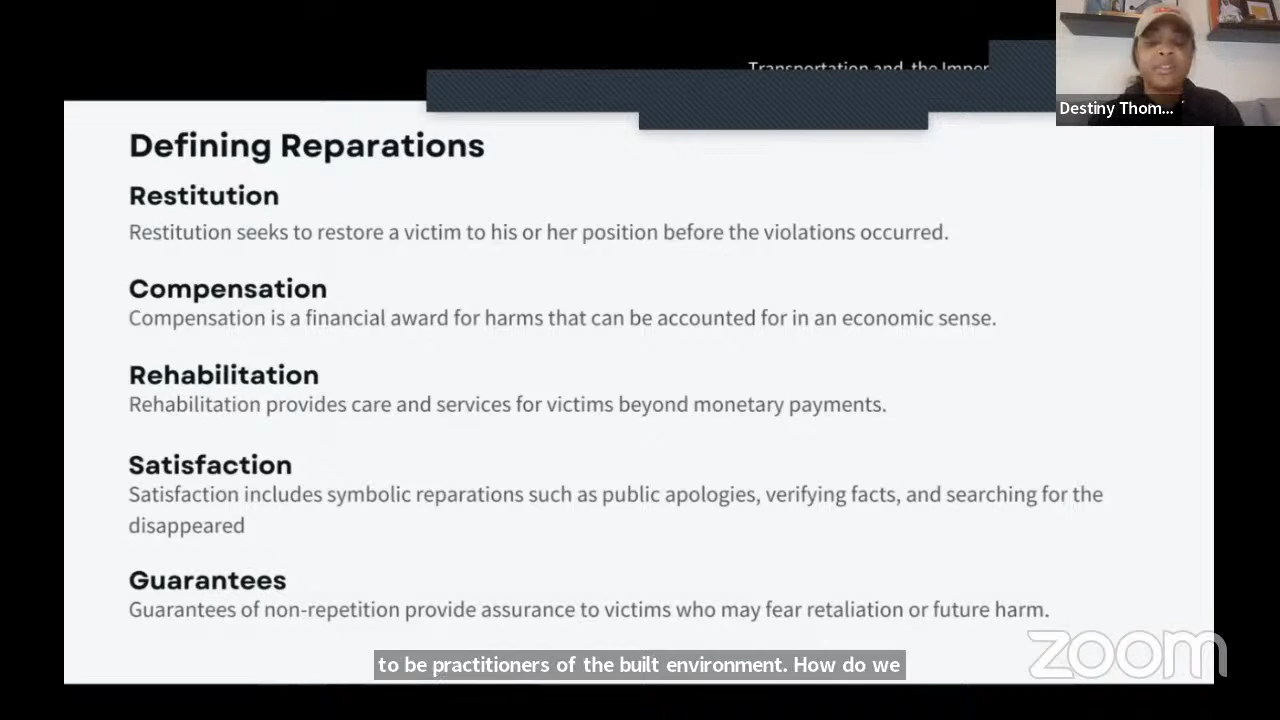 Transportation and the Imper
Destiny Thom...
Defining Reparations
Restitution
Restitution seeks to restore a victim to his or her position before the violations occurred.
Compensation
Compensation is a financial award for harms that can be accounted for in an economic sense.
Rehabilitation
Rehabilitation provides care and services for victims beyond monetary payments.
Satisfaction
Satisfaction includes symbolic reparations such as public apologies, verifying facts, and searching for the
disappeared
Guarantees
Guarantees of non-repetition provide assurance to victims who may fear retaliation or future harm.
to be practitioners of the built environment. How do we
zoom